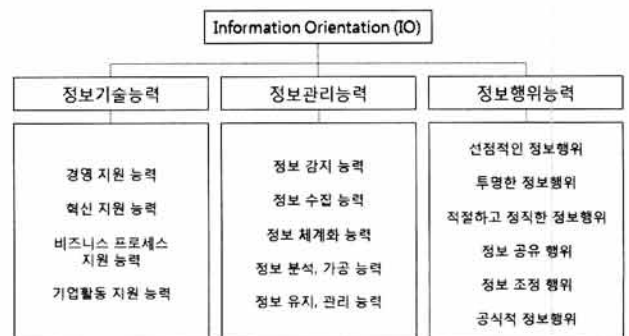 Information Orientation (IO)
정보기술능력
정보관리능력
정보행위능력
경영 지원 능력
혁신 지원 능력
비즈니스 프로세스
지원 능력
기업활동 지원 능력
정보 감지 능력
정보 수집 능력
정보 체계화 능력
정보 분석, 가공 능력
정보 유지, 관리 능력
선점적인 정보행위
투명한 정보행위
적절하고 정직한 정보행위
정보 공유 행위
정보 조정 행위
공식적 정보행위